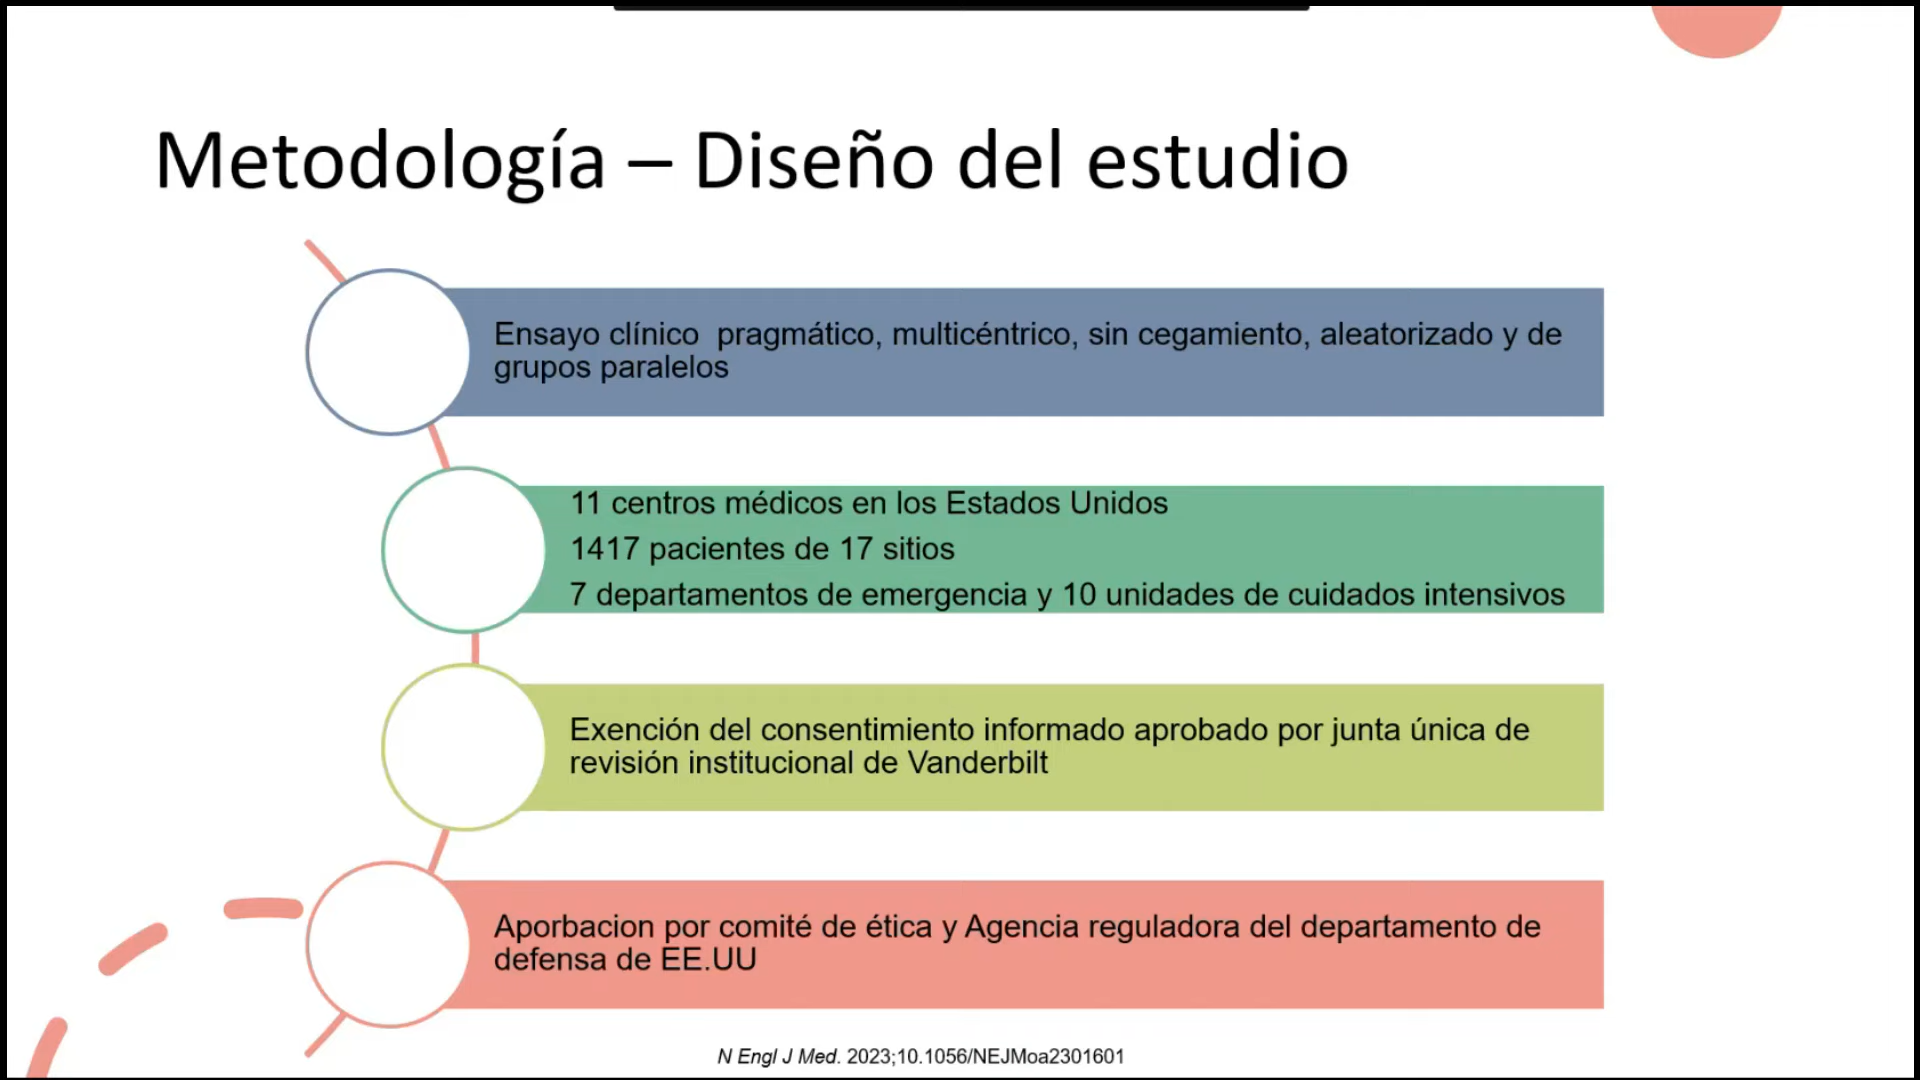 Metodología – Diseño del estudio
Ensayo clínico  pragmático, multicéntrico, sin cegamiento, aleatorizado y de
grupos paralelos
11 centros médicos en los Estados Unidos
1417 pacientes de 17 sitios
7 departamentos de emergencia y 10 unidades de cuidados intensivos
Exención del consentimiento informado aprobado por junta única de
revisión institucional de Vanderbilt
Aporbacion por comité de ética y Agencia reguladora del departamento de
defensa de EE.UU
N Engl J Med. 2023;10.1056/NEJMoa2301601